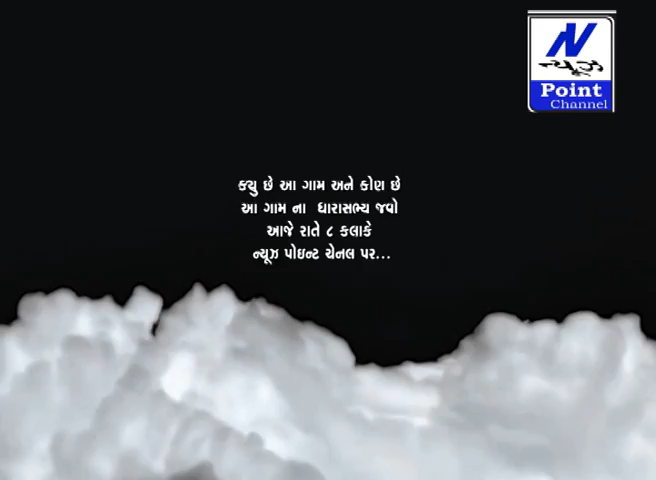 ન્યૂઝ
Point
Channel
ક્યુ છે આ ગામ અને કોણ છે
આ ગામ ના ધારાસભ્ય જવો
આજે રાતે ૮ કલાકે
ન્યૂઝ પોઇન્ટ ચેનલ પર...